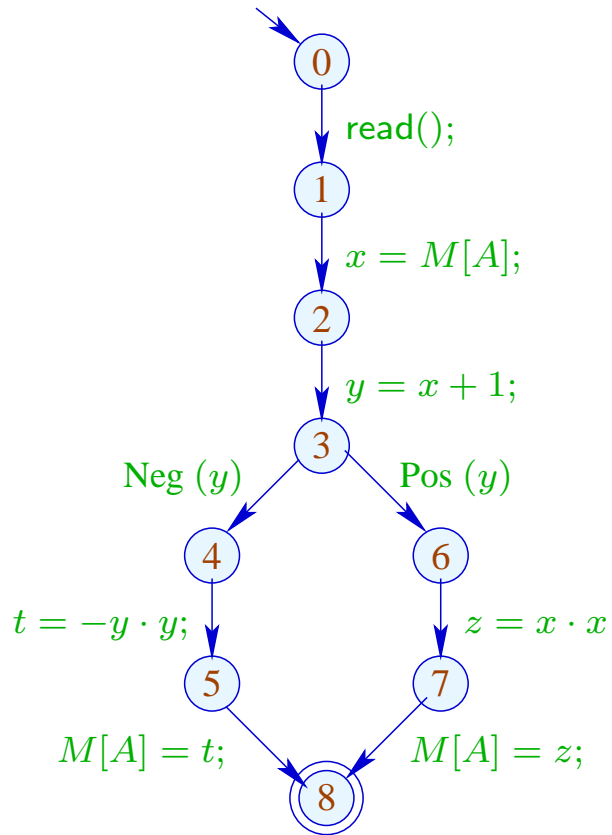 0
read();
1
x = M[A];
2
y = x + 1;
3
Neg (y)
Pos (y)
4
6
t = −y · y;
z = x · x
5
7
M[A] = t;
M[A] = z;
8